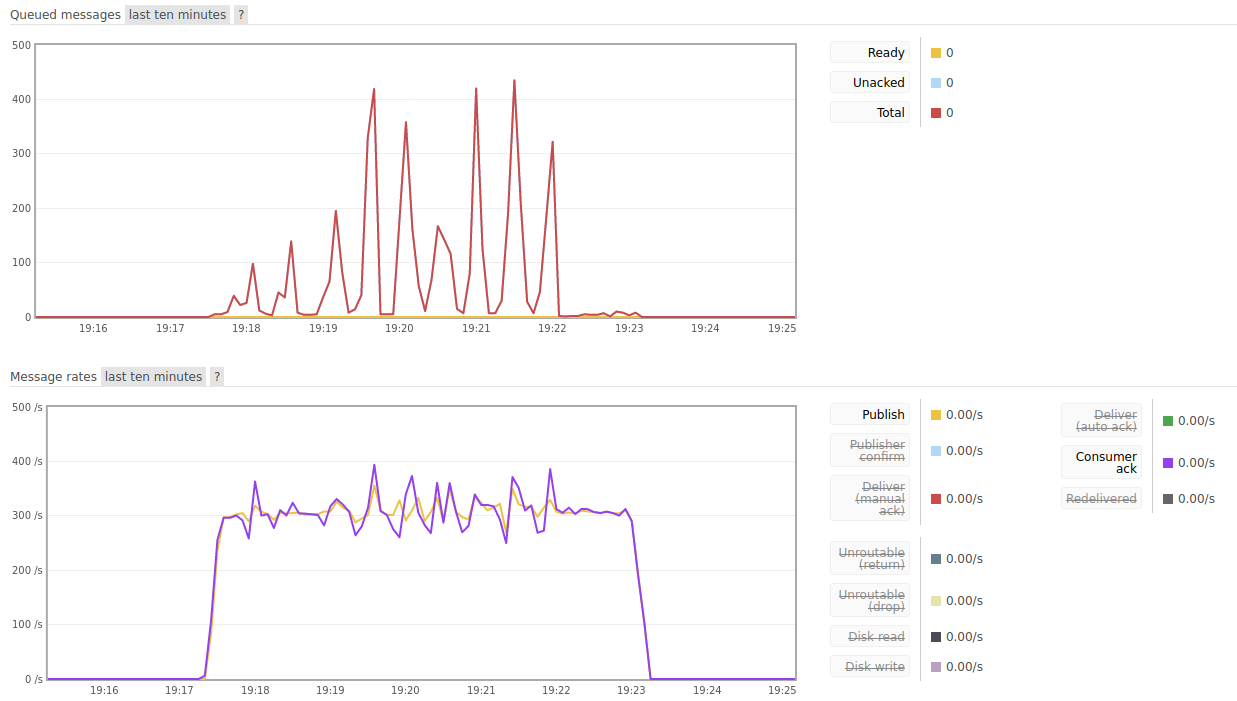 Queued messages last ten minutes ?
500
400
300
200
100
0
19:16 19:17 19:18 19:19 19:20 19:21 19:22 19:23 19:24 19:25
Ready 0
Unacked 0
Total 0
Message rates last ten minutes ?
500 /s
400 /s
300 /s
200 /s
100 /s
0 /s
19:16 19:17 19:18 19:19 19:20 19:21 19:22 19:23 19:24 19:25
Publish 0.00/s
Publisher
confirm 0.00/s
Deliver
(manual
ack) 0.00/s
Unroutable
(return) 0.00/s
Unroutable
(drop) 0.00/s
Disk read 0.00/s
Disk write 0.00/s
Deliver
(auto ack) 0.00/s
Consumer
ack 0.00/s
Redelivered 0.00/s